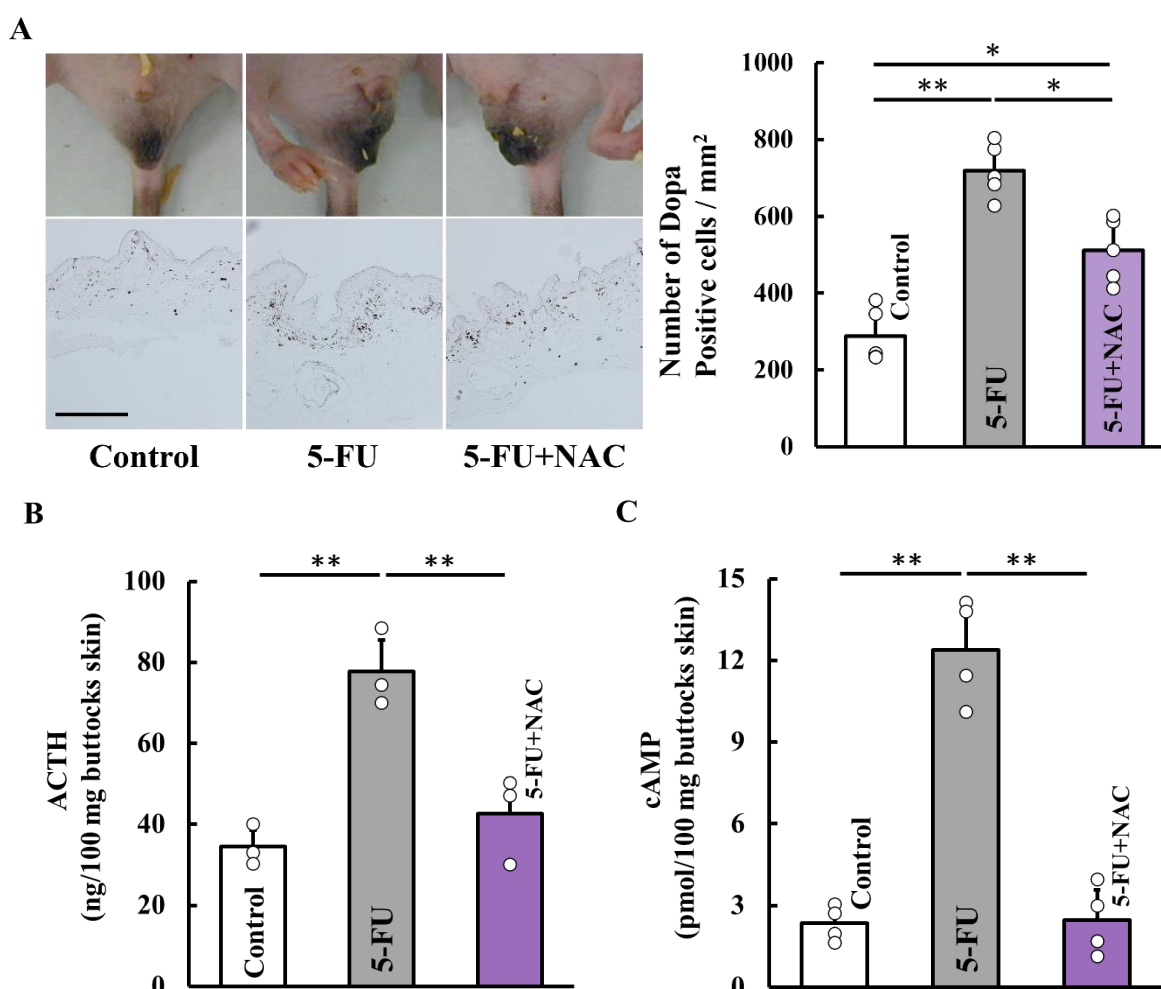 A
Control
5-FU
5-FU+NAC
Number of Dopa
Positive cells / mm²
1000
800
600
400
200
0
*
**
*
Control
5-FU
5-FU+NAC
B
ACTH
(ng/100 mg buttocks skin)
100
80
60
40
20
0
**
**
Control
5-FU
5-FU+NAC
C
cAMP
(pmol/100 mg buttocks skin)
15
12
9
6
3
0
**
**
Control
5-FU
5-FU+NAC